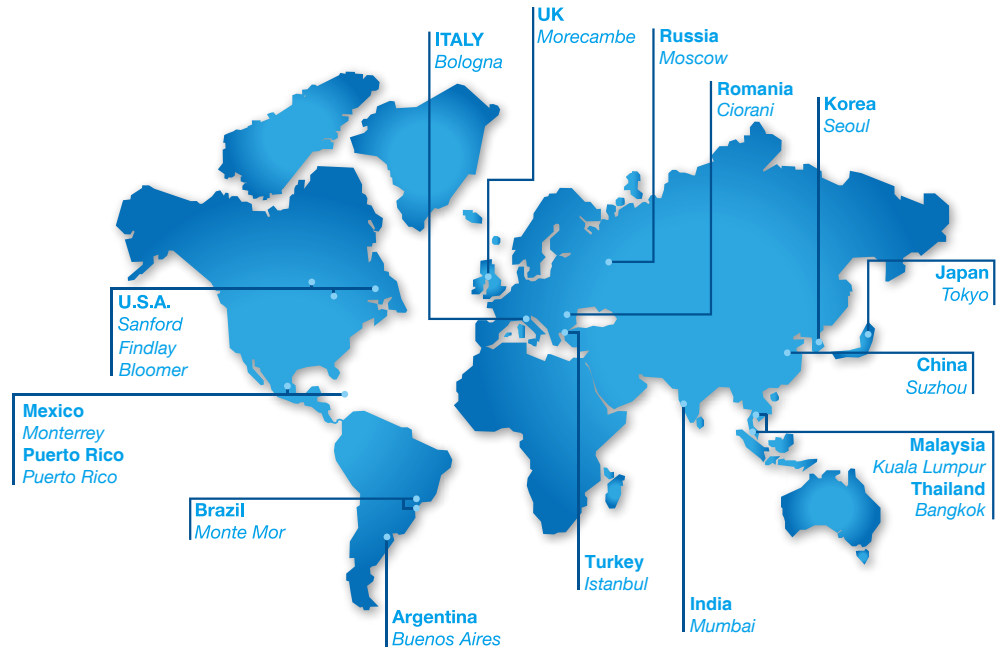 UK
Morecambe
ITALY
Bologna
Russia
Moscow
Romania
Ciorani
Korea
Seoul
Japan
Tokyo
U.S.A.
Sanford
Findlay
Bloomer
China
Suzhou
Mexico
Monterrey
Puerto Rico
Puerto Rico
Malaysia
Kuala Lumpur
Thailand
Bangkok
Brazil
Monte Mor
Turkey
Istanbul
India
Mumbai
Argentina
Buenos Aires